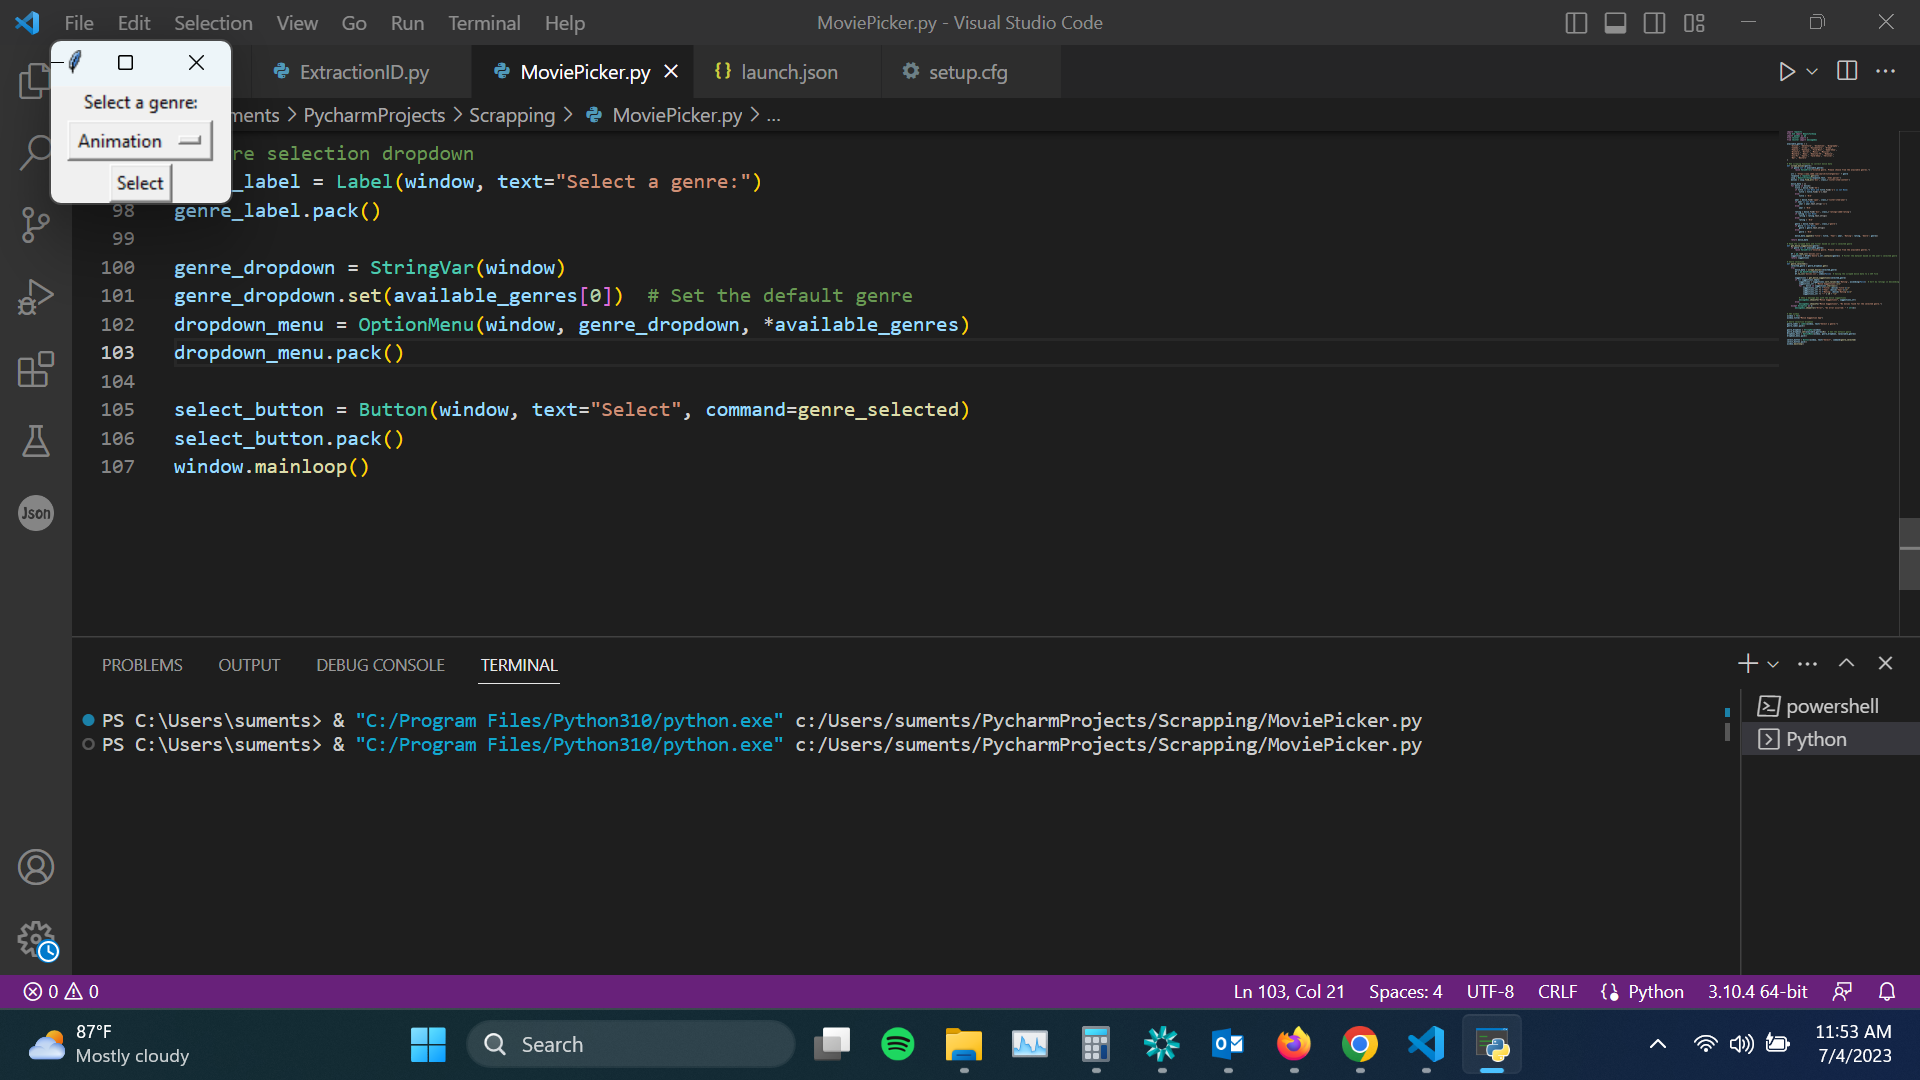 File Edit Selection View Go Run Terminal Help
MoviePicker.py - Visual Studio Code
Select a genre:
Animation
Select
ExtractionID.py
MoviePicker.py
{} launch.json
setup.cfg
ments > PycharmProjects > Scrapping > MoviePicker.py > ...
re selection dropdown
_label = Label(window, text="Select a genre:")
98 genre_label.pack()
99
100 genre_dropdown = StringVar(window)
101 genre_dropdown.set(available_genres[0])  # Set the default genre
102 dropdown_menu = OptionMenu(window, genre_dropdown, *available_genres)
103 dropdown_menu.pack()
104
105 select_button = Button(window, text="Select", command=genre_selected)
106 select_button.pack()
107 window.mainloop()
Json
PROBLEMS OUTPUT DEBUG CONSOLE TERMINAL
PS C:\Users\suments> & "C:/Program Files/Python310/python.exe" c:/Users/suments/PycharmProjects/Scrapping/MoviePicker.py
PS C:\Users\suments> & "C:/Program Files/Python310/python.exe" c:/Users/suments/PycharmProjects/Scrapping/MoviePicker.py
powershell
Python
0 0
Ln 103, Col 21 Spaces: 4 UTF-8 CRLF Python 3.10.4 64-bit
87°F
Mostly cloudy
Search
11:53 AM
7/4/2023